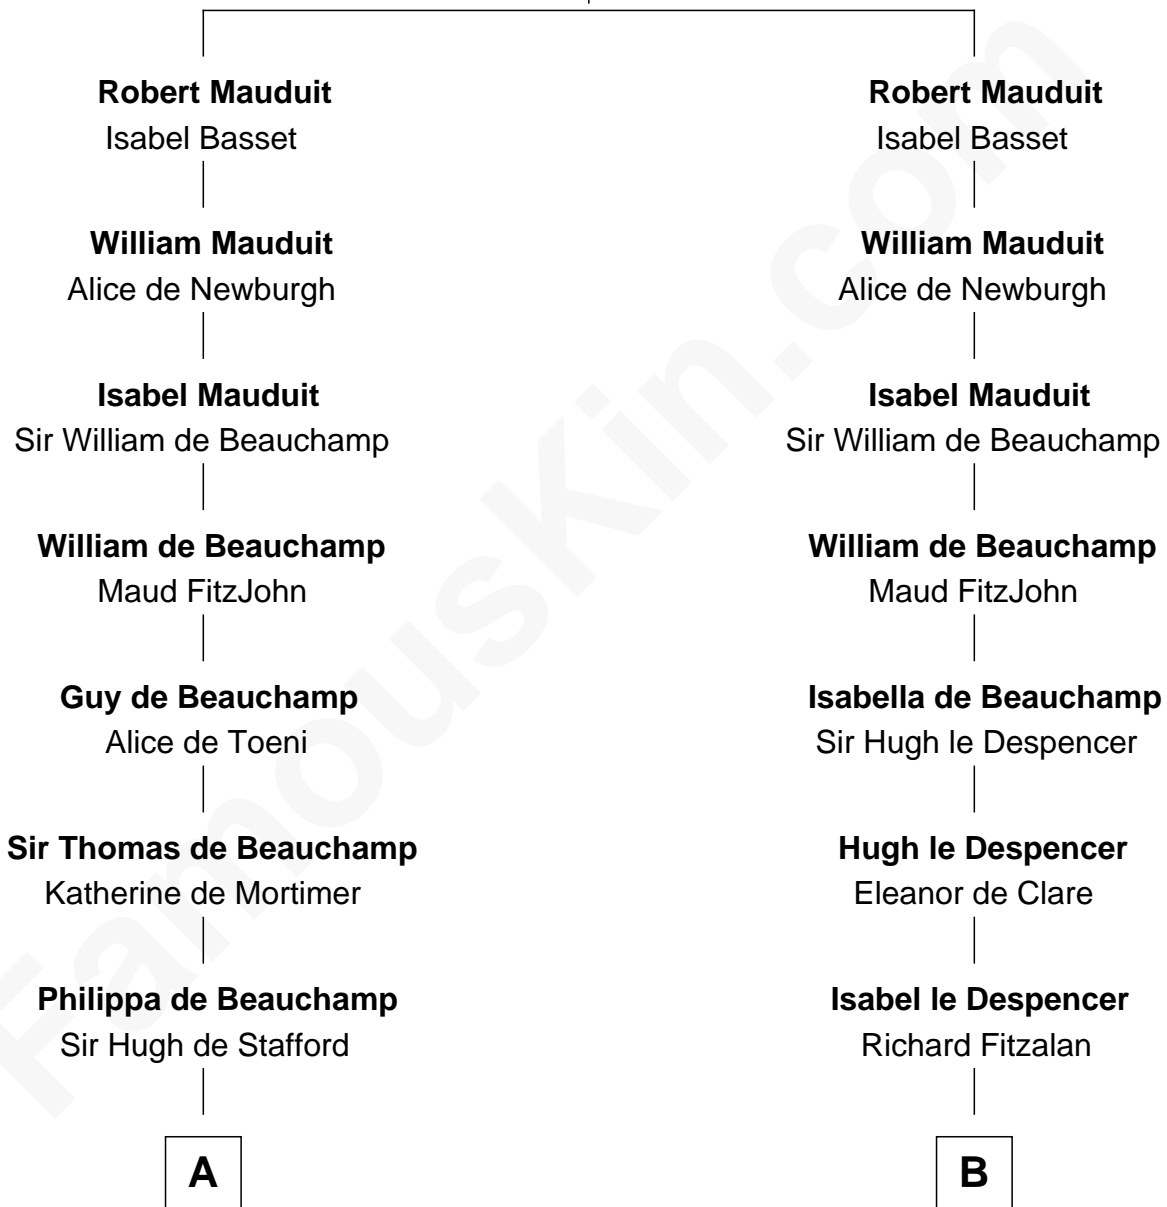 Robert Mauduit
Isabel Basset
William Mauduit
Alice de Newburgh
Isabel Mauduit
Sir William de Beauchamp
William de Beauchamp
Maud FitzJohn
Guy de Beauchamp
Alice de Toeni
Sir Thomas de Beauchamp
Katherine de Mortimer
Philippa de Beauchamp
Sir Hugh de Stafford
A
Robert Mauduit
Isabel Basset
William Mauduit
Alice de Newburgh
Isabel Mauduit
Sir William de Beauchamp
William de Beauchamp
Maud FitzJohn
Isabella de Beauchamp
Sir Hugh le Despencer
Hugh le Despencer
Eleanor de Clare
Isabel le Despencer
Richard Fitzalan
B
FamousKin.com